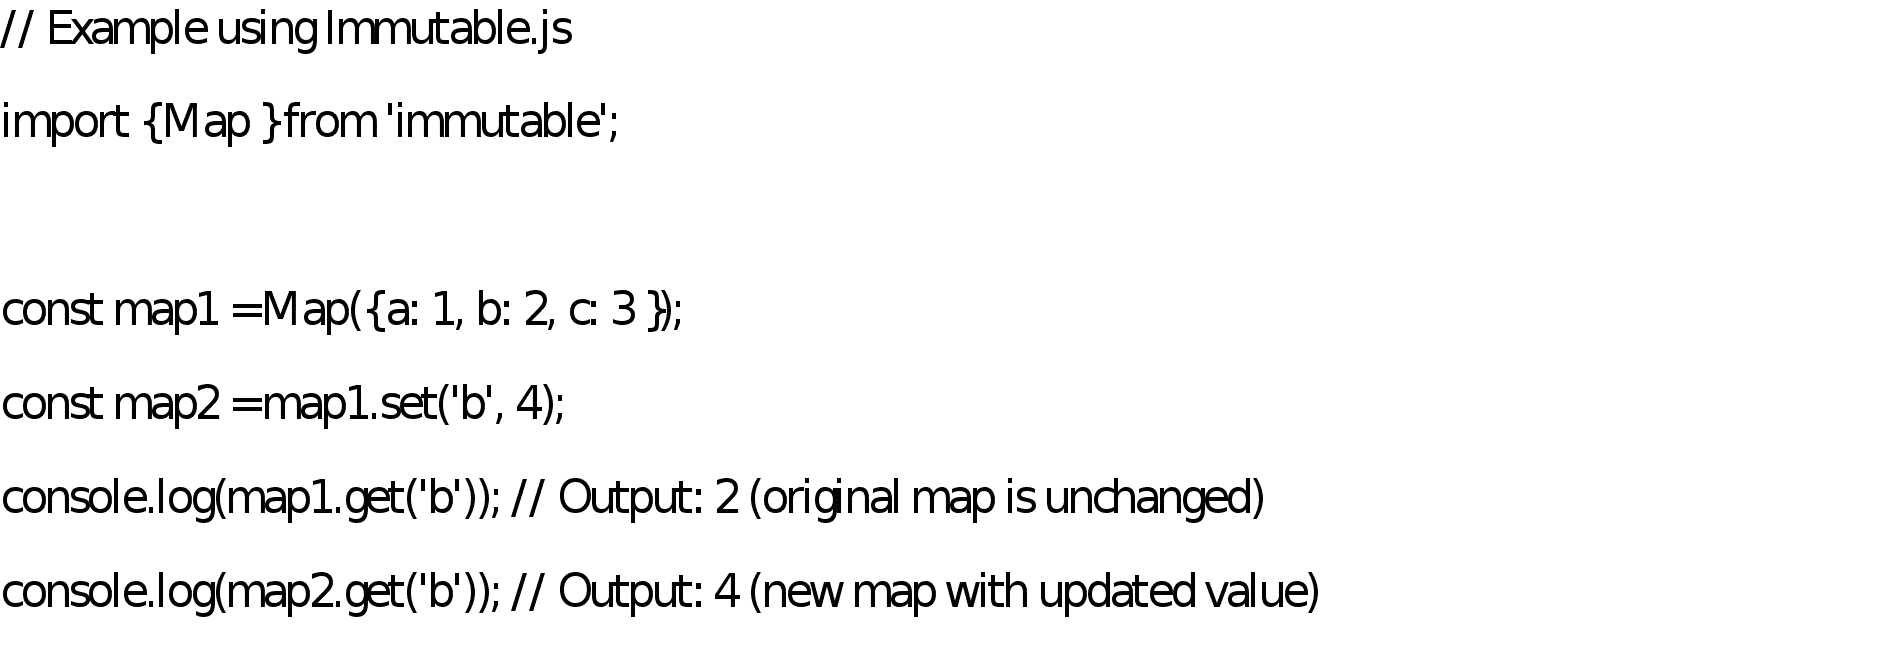 // Example using Immutable.js
import { Map } from 'immutable';
const map1 = Map({ a: 1, b: 2, c: 3 });
const map2 = map1.set('b', 4);
console.log(map1.get('b')); // Output: 2 (original map is unchanged)
console.log(map2.get('b')); // Output: 4 (new map with updated value)